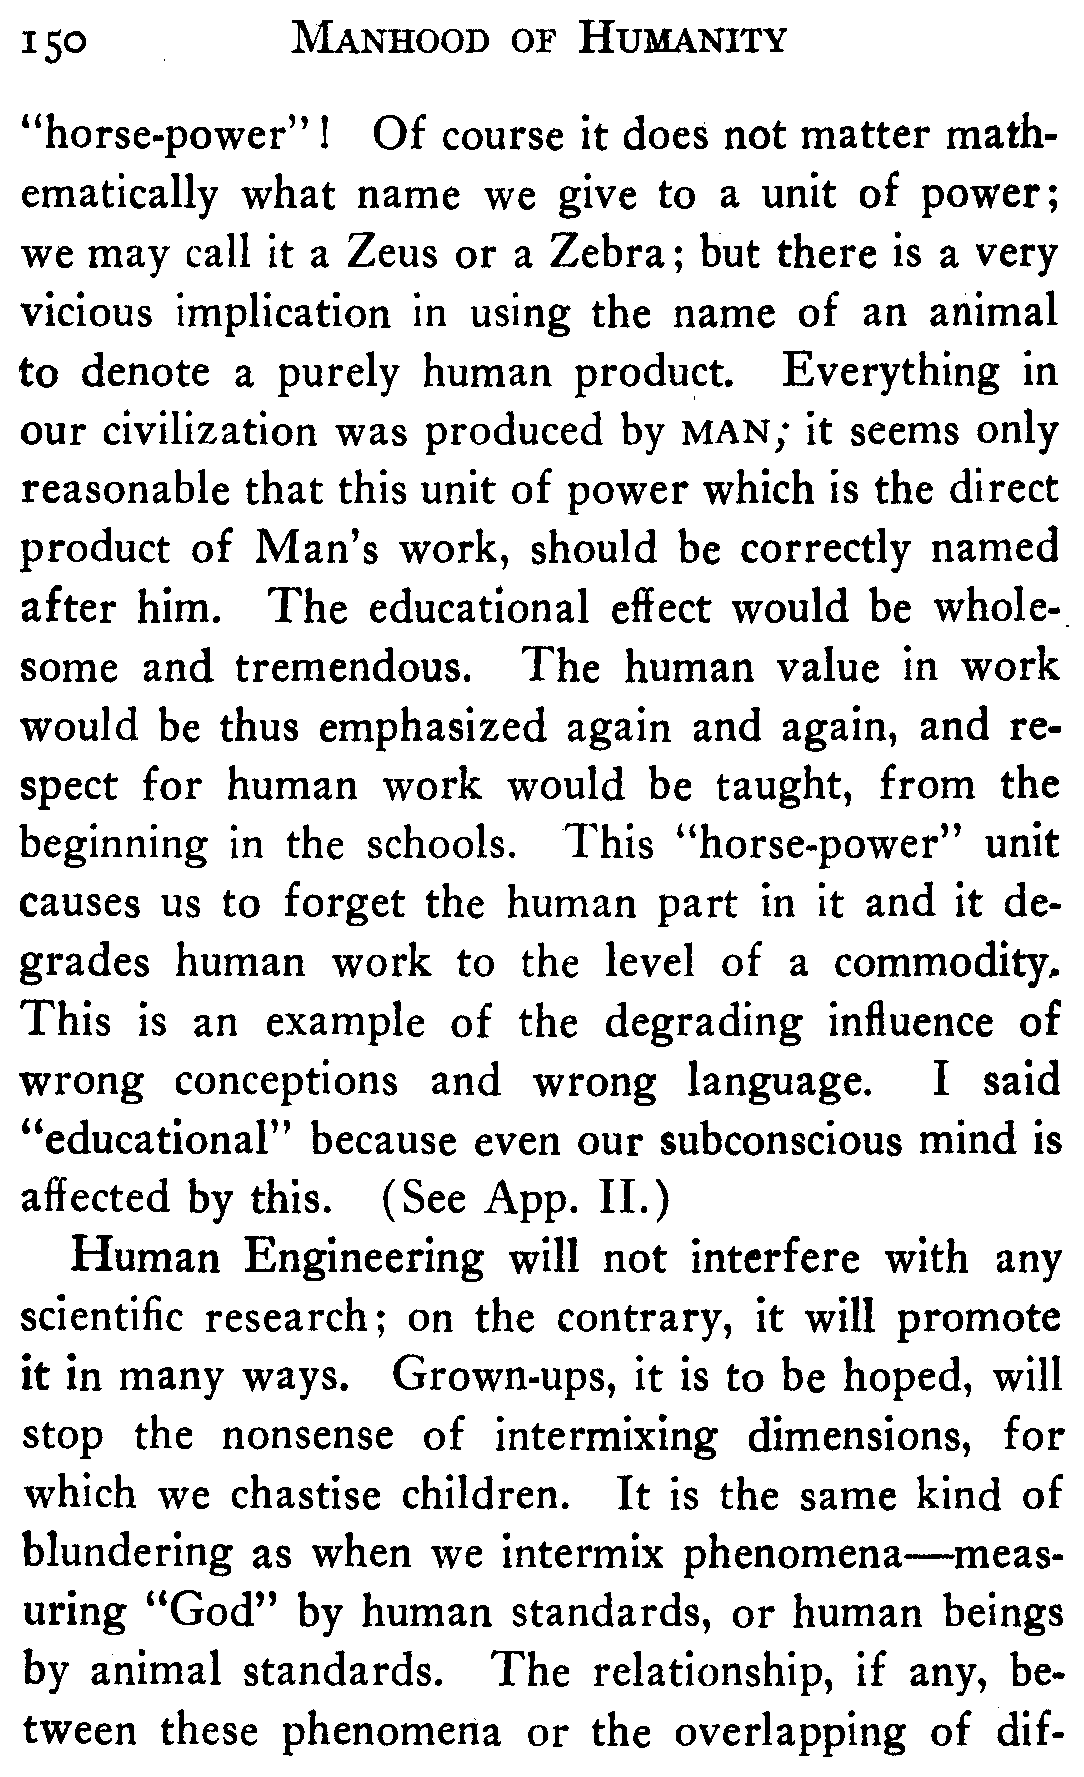 150 MANHOOD OF HUMANITY
"horse-power"! Of course it does not matter math-
ematically what name we give to a unit of power;
we may call it a Zeus or a Zebra; but there is a very
vicious implication in using the name of an animal
to denote a purely human product. Everything in
our civilization was produced by MAN; it seems only
reasonable that this unit of power which is the direct
product of Man's work, should be correctly named
after him. The educational effect would be whole-
some and tremendous. The human value in work
would be thus emphasized again and again, and re-
spect for human work would be taught, from the
beginning in the schools. This "horse-power" unit
causes us to forget the human part in it and it de-
grades human work to the level of a commodity.
This is an example of the degrading influence of
wrong conceptions and wrong language. I said
"educational" because even our subconscious mind is
affected by this. (See App. II.)
Human Engineering will not interfere with any
scientific research; on the contrary, it will promote
it in many ways. Grown-ups, it is to be hoped, will
stop the nonsense of intermixing dimensions, for
which we chastise children. It is the same kind of
blundering as when we intermix phenomena—meas-
uring "God" by human standards, or human beings
by animal standards. The relationship, if any, be-
tween these phenomena or the overlapping of dif-